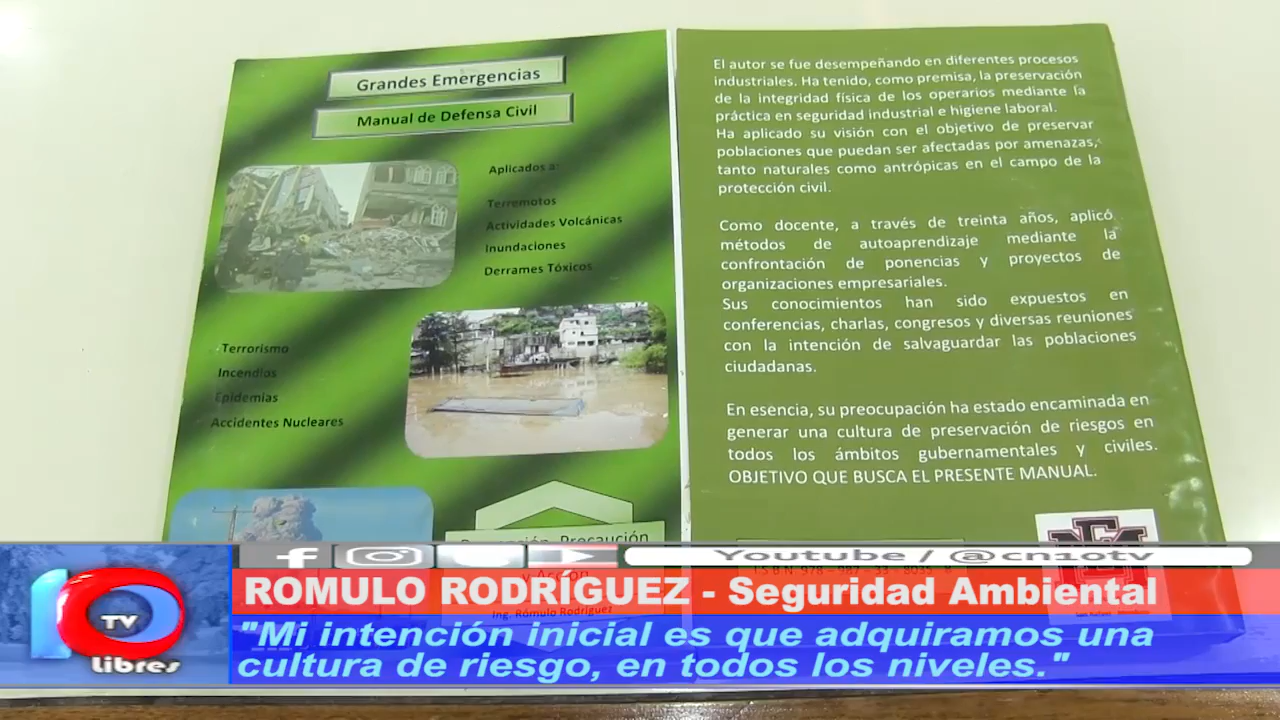 Grandes Emergencias
Manual de Defensa Civil
Aplicados a:
Terremotos
Actividades Volcánicas
Inundaciones
Derrames Tóxicos
Terrorismo
Incendios
Epidemias
Accidentes Nucleares
Prevención, Precaución
y Acción
Ing. Rómulo Rodríguez
El autor se fue desempeñando en diferentes procesos
industriales. Ha tenido, como premisa, la preservación
de la integridad física de los operarios mediante la
práctica en seguridad industrial e higiene laboral.
Ha aplicado su visión con el objetivo de preservar
poblaciones que puedan ser afectadas por amenazas,
tanto naturales como antrópicas en el campo de la
protección civil.
Como docente, a través de treinta años, aplicó
métodos de autoaprendizaje mediante la
confrontación de ponencias y proyectos de
organizaciones empresariales.
Sus conocimientos han sido expuestos en
conferencias, charlas, congresos y diversas reuniones
con la intención de salvaguardar las poblaciones
ciudadanas.
En esencia, su preocupación ha estado encaminada en
generar una cultura de preservación de riesgos en
todos los ámbitos gubernamentales y civiles.
OBJETIVO QUE BUSCA EL PRESENTE MANUAL.
Youtube / @cn10tv
ROMULO RODRÍGUEZ - Seguridad Ambiental
"Mi intención inicial es que adquiramos una
cultura de riesgo, en todos los niveles."
10
TV
libres